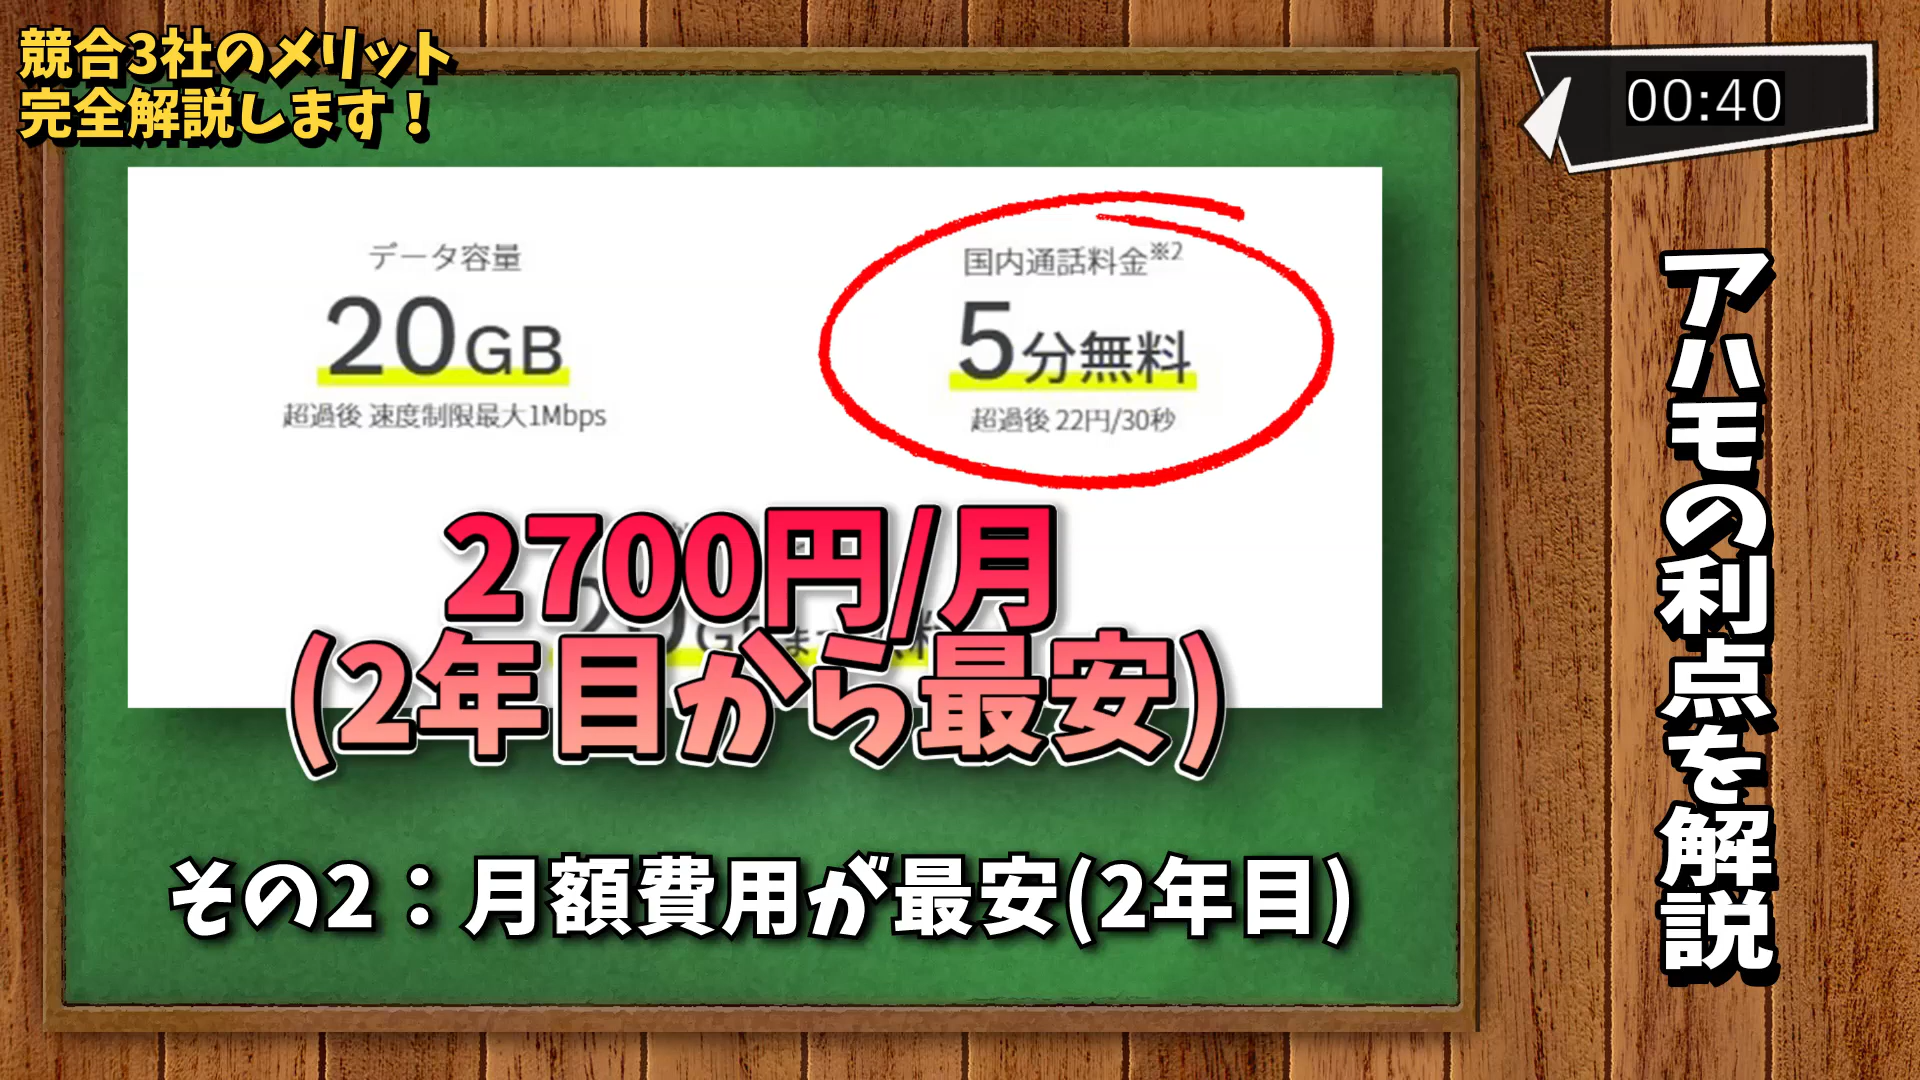 競合3社のメリット
完全解説します！
00:40
データ容量
20GB
超過後 速度制限最大1Mbps
国内通話料金※2
5分無料
超過後 22円/30秒
2700円/月
(2年目から最安)
その2：月額費用が最安(2年目)
アハモの利点を解説